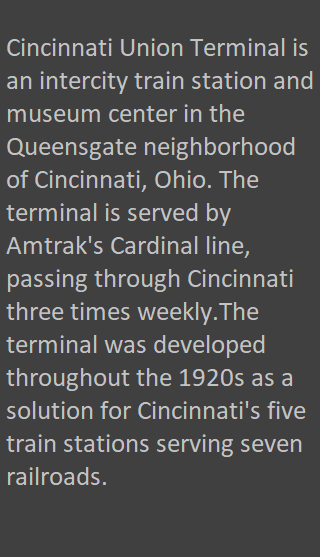 Cincinnati Union Terminal is
an intercity train station and
museum center in the
Queensgate neighborhood
of Cincinnati, Ohio. The
terminal is served by
Amtrak's Cardinal line,
passing through Cincinnati
three times weekly.The
terminal was developed
throughout the 1920s as a
solution for Cincinnati's five
train stations serving seven
railroads.